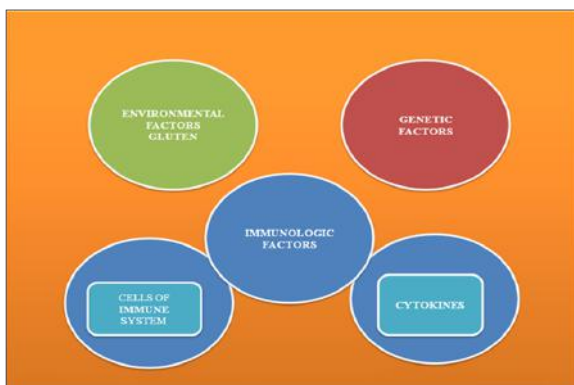 ENVIRONMENTAL
FACTORS
GLUTEN
GENETIC
FACTORS
IMMUNOLOGIC
FACTORS
CELLS OF
IMMUNE
SYSTEM
CYTOKINES